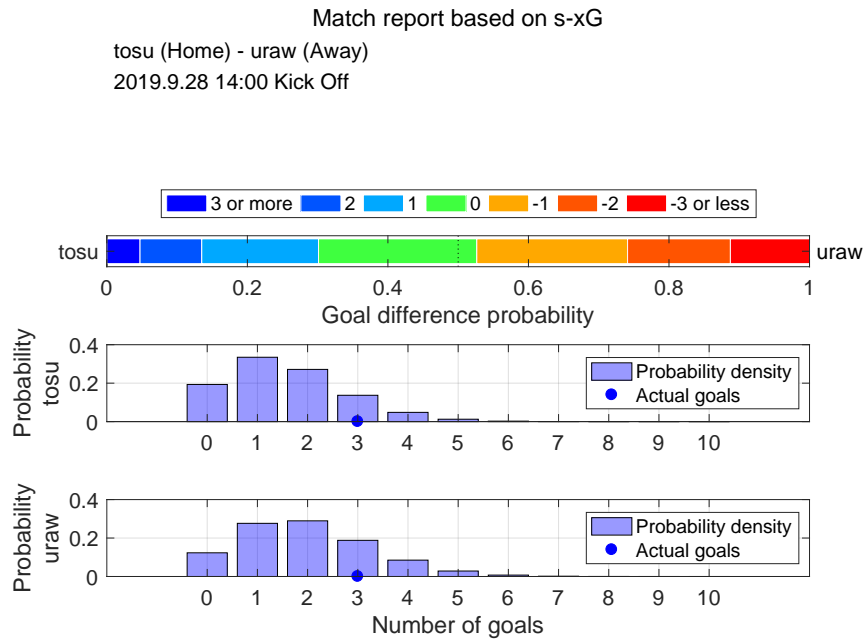 Match report based on s-xG
tosu (Home) - uraw (Away)
2019.9.28 14:00 Kick Off
3 or more 2 1 0 -1 -2 -3 or less
tosu uraw
0 0.2 0.4 0.6 0.8 1
Goal difference probability
Probability
tosu
0.4
0.2
0
Probability density
Actual goals
0 1 2 3 4 5 6 7 8 9 10
Probability
uraw
0.4
0.2
0
Probability density
Actual goals
0 1 2 3 4 5 6 7 8 9 10
Number of goals